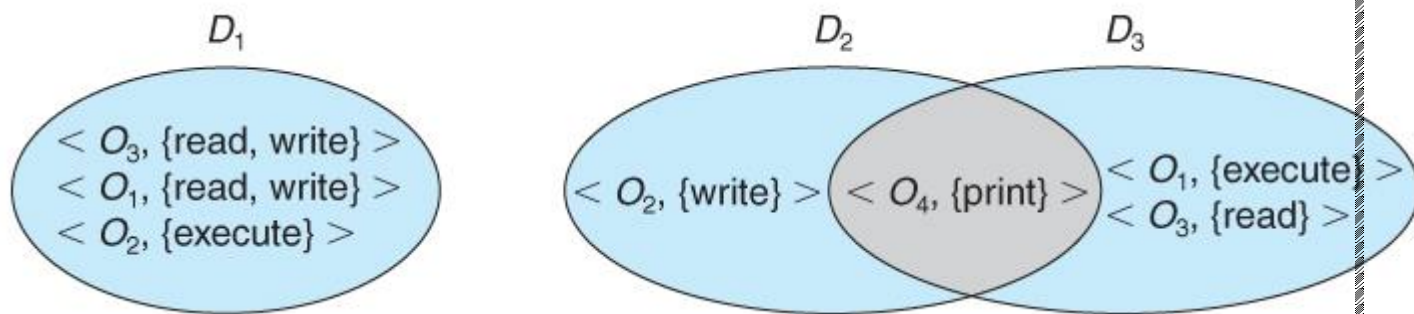 D₁
D₂
D₃
< O₃, {read, write} >
< O₁, {read, write} >
< O₂, {execute} >
< O₂, {write} >
< O₄, {print} >
< O₁, {execute} >
< O₃, {read} >